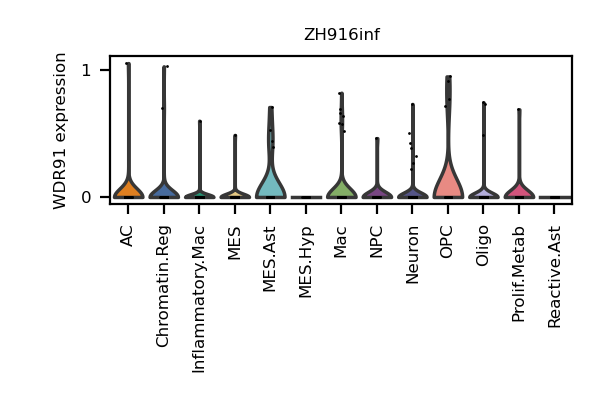 ZH916inf
WDR91 expression
1
0
AC
Chromatin.Reg
Inflammatory.Mac
MES
MES.Ast
MES.Hyp
Mac
NPC
Neuron
OPC
Oligo
Prolif.Metab
Reactive.Ast